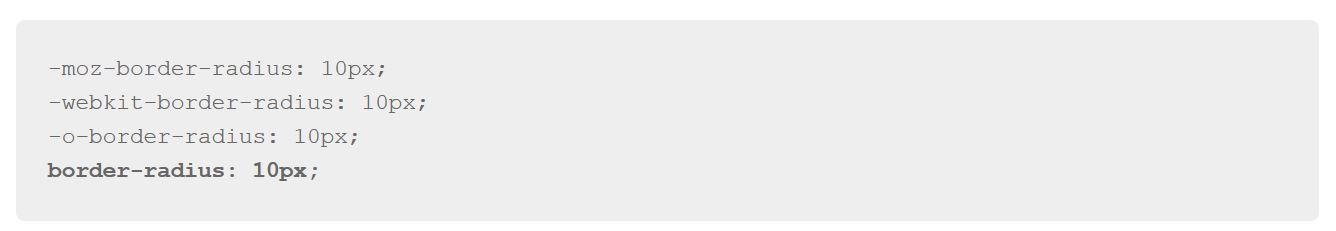 -moz-border-radius: 10px;
-webkit-border-radius: 10px;
-o-border-radius: 10px;
border-radius: 10px;